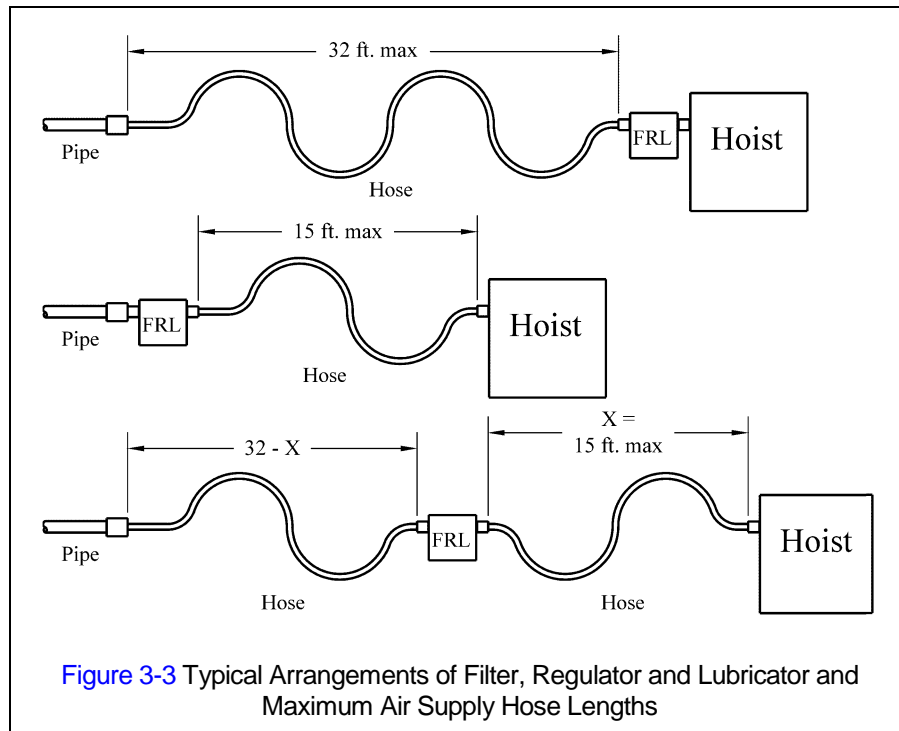 32 ft. max
Pipe
Hose
FRL
Hoist
15 ft. max
Pipe
FRL
Hose
Hoist
32 - X
X =
15 ft. max
Pipe
Hose
FRL
Hose
Hoist
Figure 3-3 Typical Arrangements of Filter, Regulator and Lubricator and
Maximum Air Supply Hose Lengths